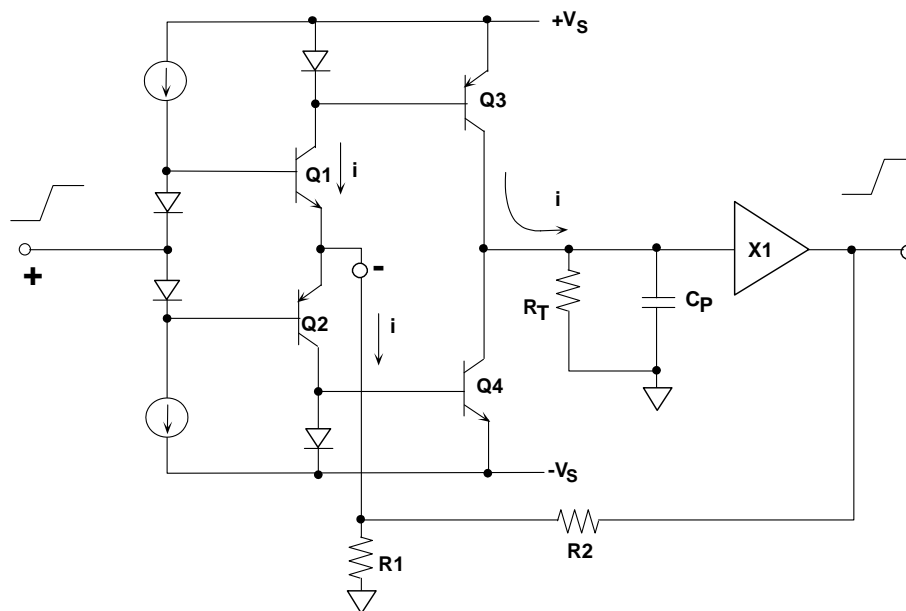 +VS
Q3
Q1
i
i
+
-
X1
RT
CP
Q2
i
Q4
-VS
R2
R1